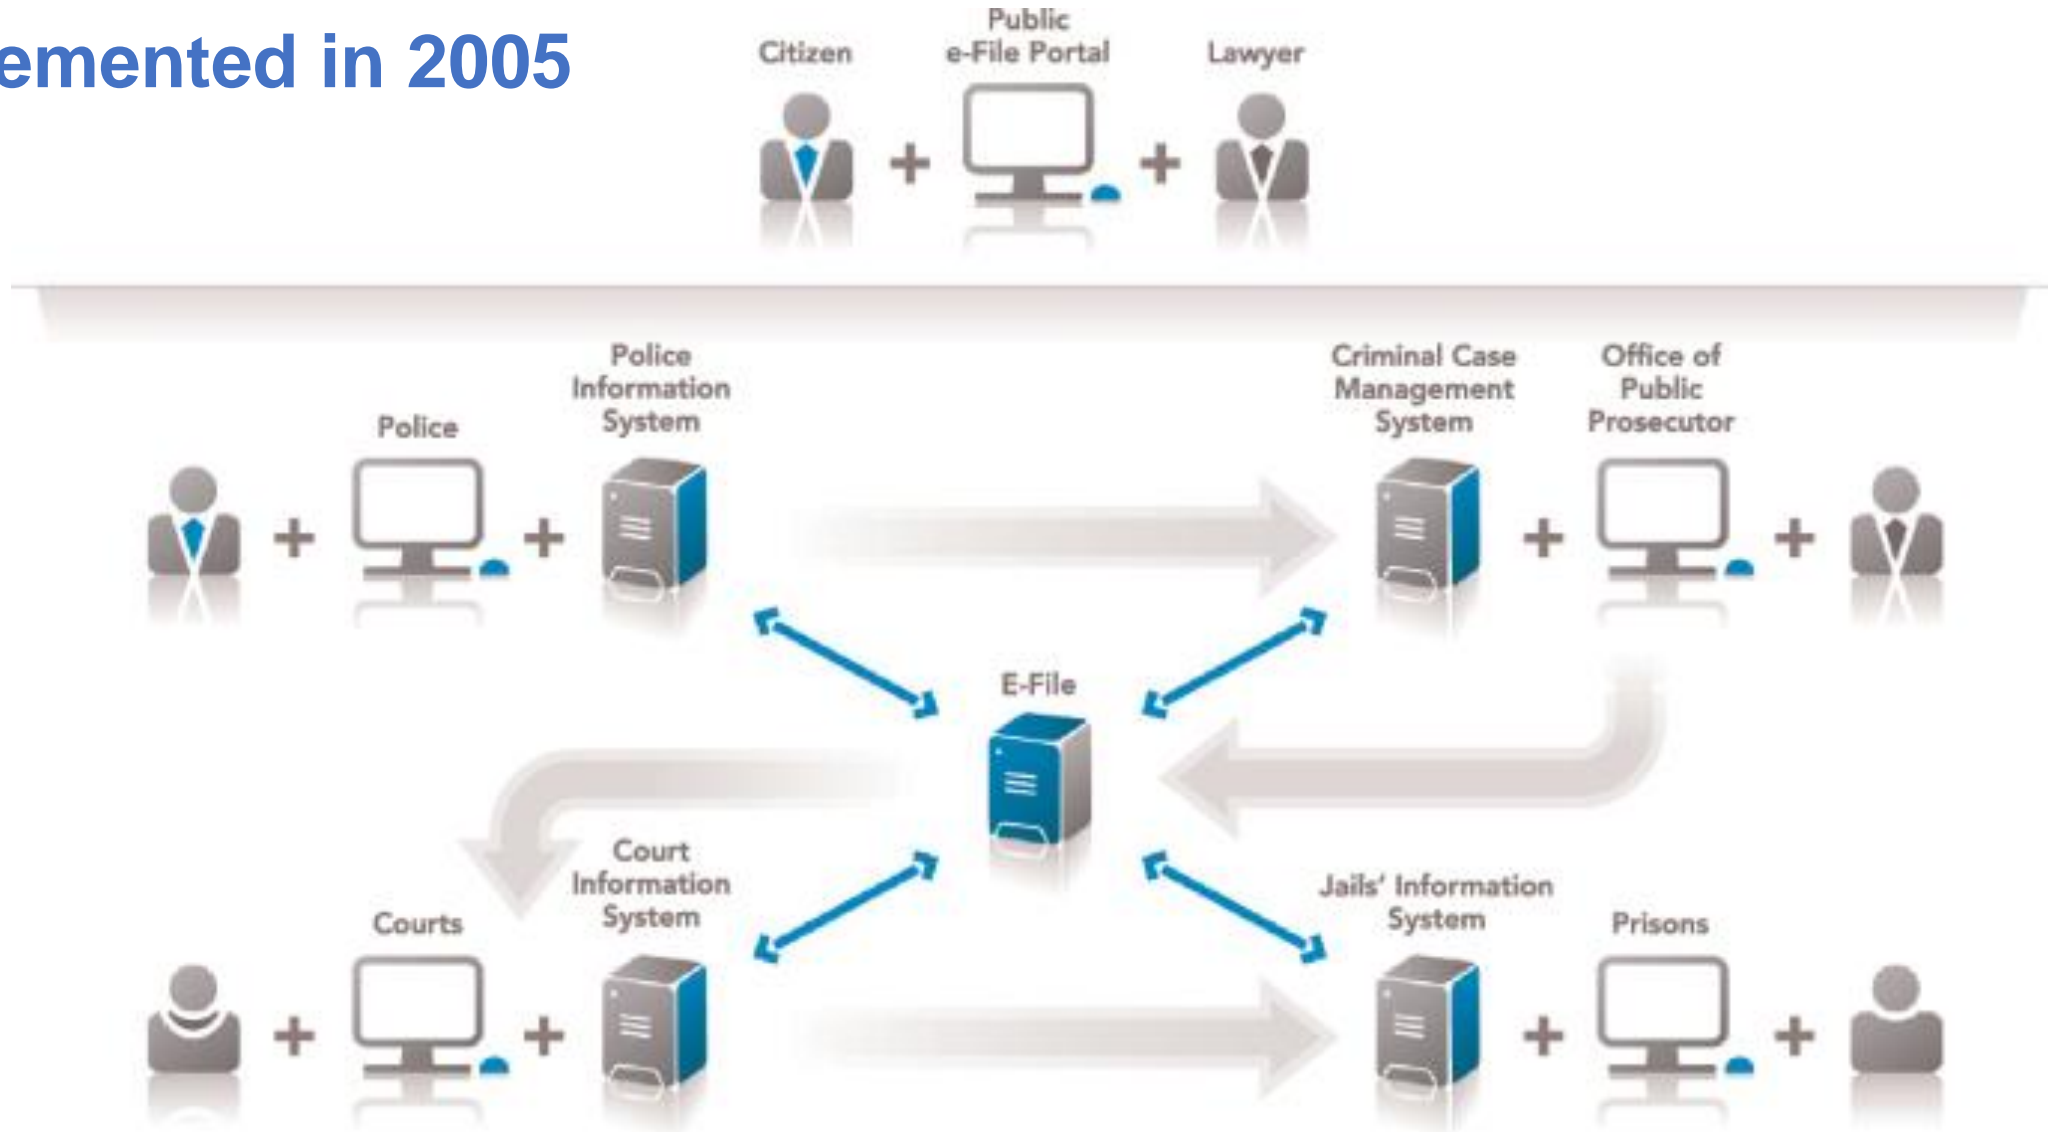 emented in 2005
Citizen
Public
e-File Portal
Lawyer
Police
Police
Information
System
Criminal Case
Management
System
Office of
Public
Prosecutor
E-File
Courts
Court
Information
System
Jails' Information
System
Prisons